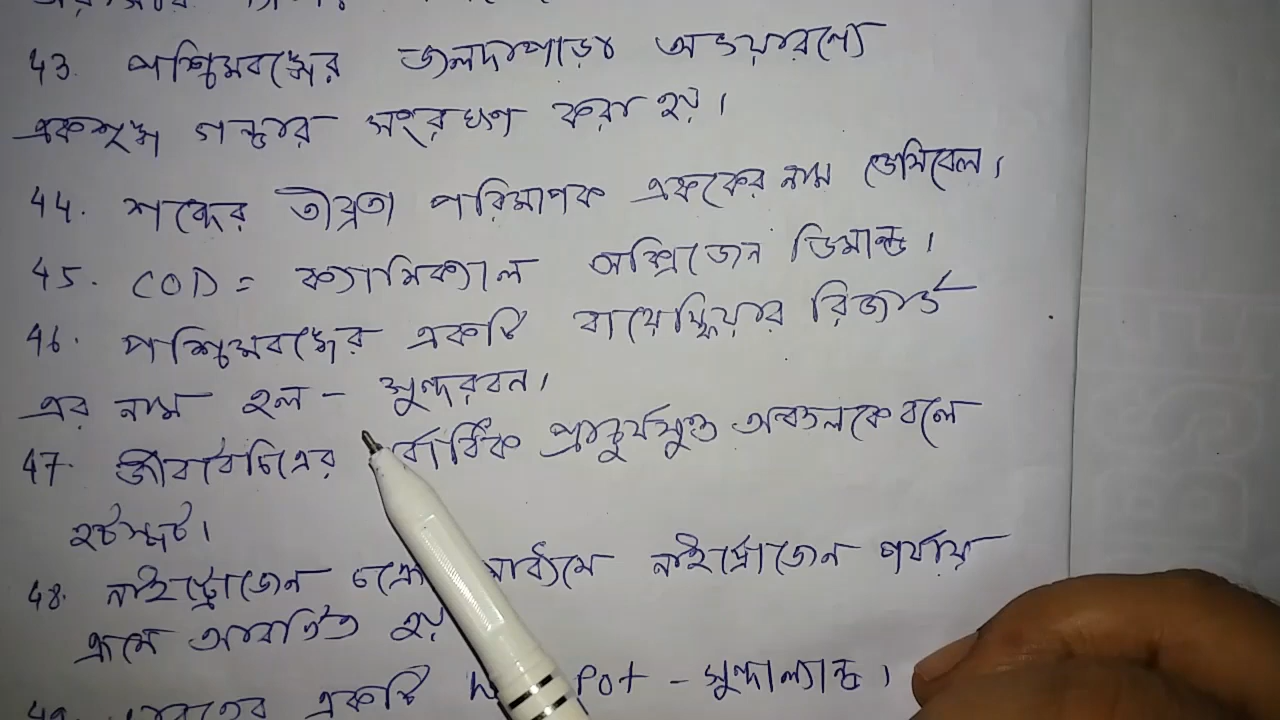 43. পশ্চিমবঙ্গের জলদাপাড়া অভয়ারণ্যে
একশৃঙ্গ গন্ডার সংরক্ষণ করা হয়।
44. শব্দের তীব্রতা পরিমাপক এককের নাম ডেসিবেল।
45. COD = ক্যামিক্যাল অক্সিজেন ডিমান্ড।
46. পশ্চিমবঙ্গের একটি বায়োস্ফিয়ার রিজার্ভ
এর নাম হল - সুন্দরবন।
47. জীববৈচিত্রের প্রাচুর্যযুক্ত অঞ্চলকে বলে
হটস্পট।
48. নাইট্রোজেন নাইট্রোজেন পর্যায়
ক্রমে আবর্তিত হয়
একটি pot - সুন্দাল্যান্ড।